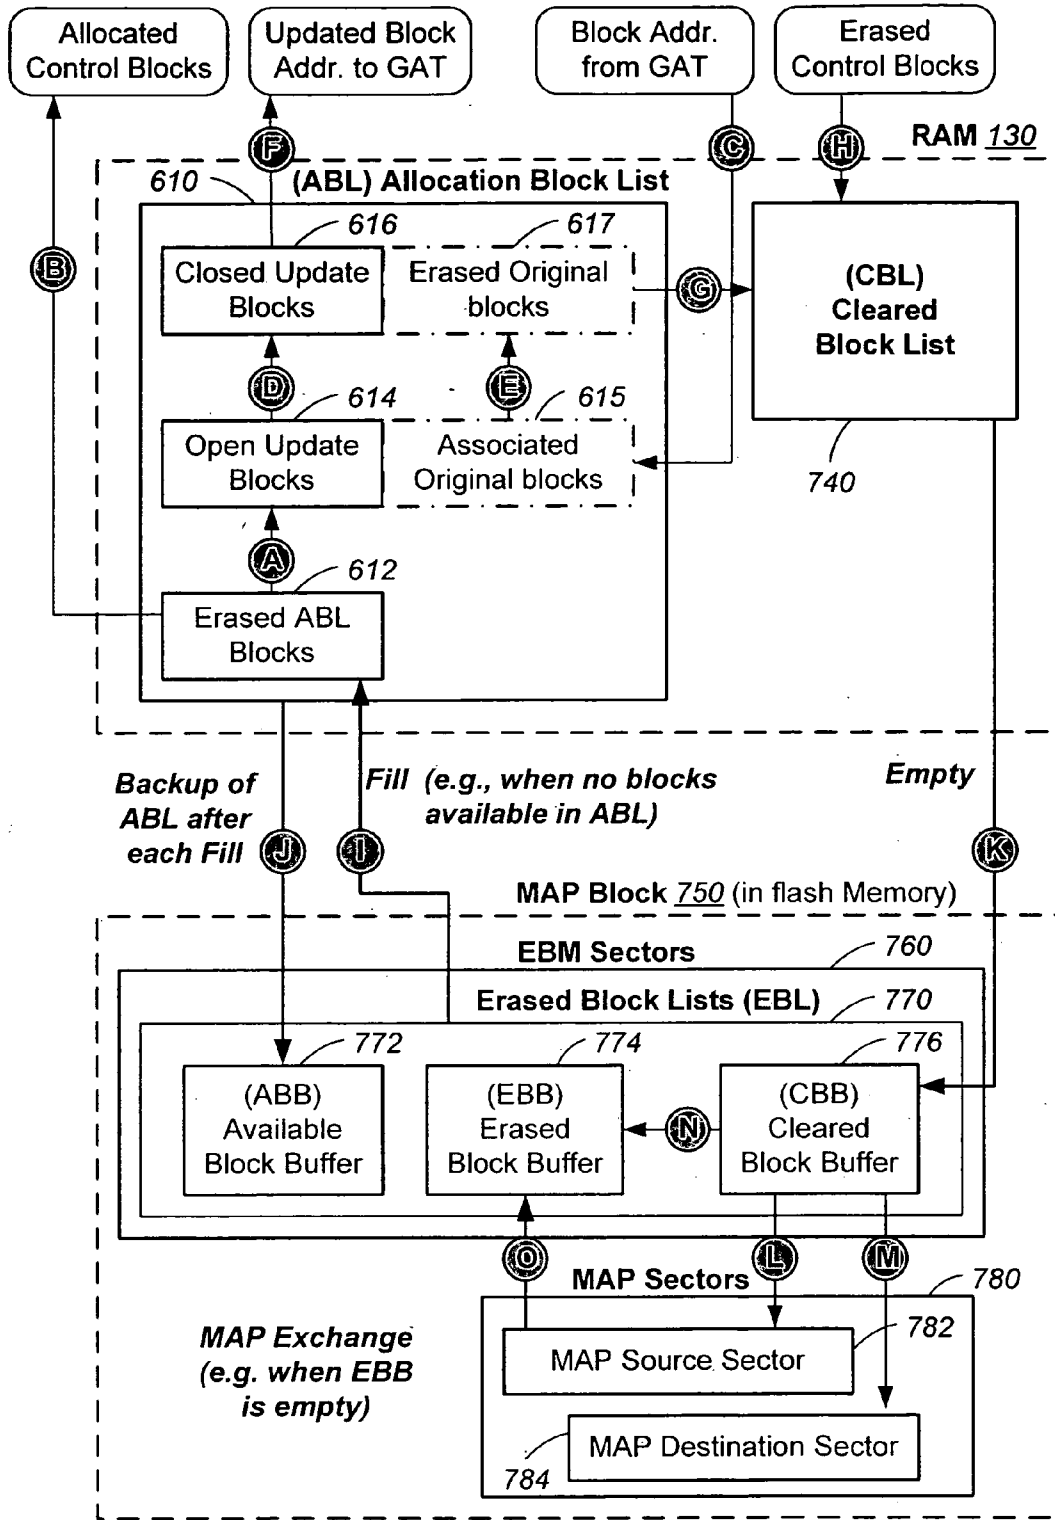 Allocated
Control Blocks
Updated Block
Addr. to GAT
Block Addr.
from GAT
Erased
Control Blocks
F
C
H
RAM 130
610
(ABL) Allocation Block List
616
617
B
Closed Update
Blocks
Erased Original
blocks
G
(CBL)
Cleared
Block List
D
E
614
615
Open Update
Blocks
Associated
Original blocks
740
A
612
Erased ABL
Blocks
Backup of
ABL after
each Fill
Fill (e.g., when no blocks
available in ABL)
Empty
J
I
K
MAP Block 750 (in flash Memory)
EBM Sectors
760
Erased Block Lists (EBL)
770
772
774
776
(ABB)
Available
Block Buffer
(EBB)
Erased
Block Buffer
N
(CBB)
Cleared
Block Buffer
O
L
M
MAP Sectors
780
MAP Exchange
(e.g. when EBB
is empty)
782
MAP Source Sector
MAP Destination Sector
784